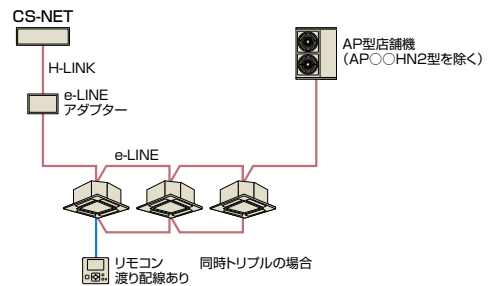 CS-NET
H-LINK
e-LINE
アダプター
e-LINE
AP型店舗機
（AP○○HN2型を除く）
リモコン
渡り配線あり
同時トリプルの場合